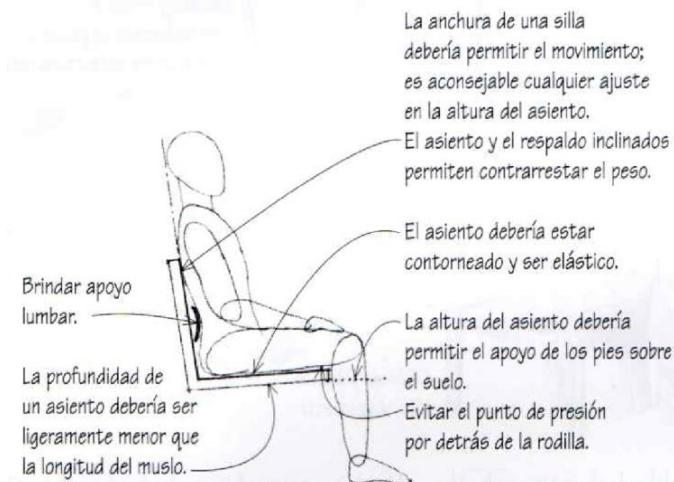 La anchura de una silla
debería permitir el movimiento;
es aconsejable cualquier ajuste
en la altura del asiento.
El asiento y el respaldo inclinados
permiten contrarrestar el peso.
El asiento debería estar
contorneado y ser elástico.
Brindar apoyo
lumbar.
La altura del asiento debería
permitir el apoyo de los pies sobre
el suelo.
La profundidad de
un asiento debería ser
ligeramente menor que
la longitud del muslo.
Evitar el punto de presión
por detrás de la rodilla.